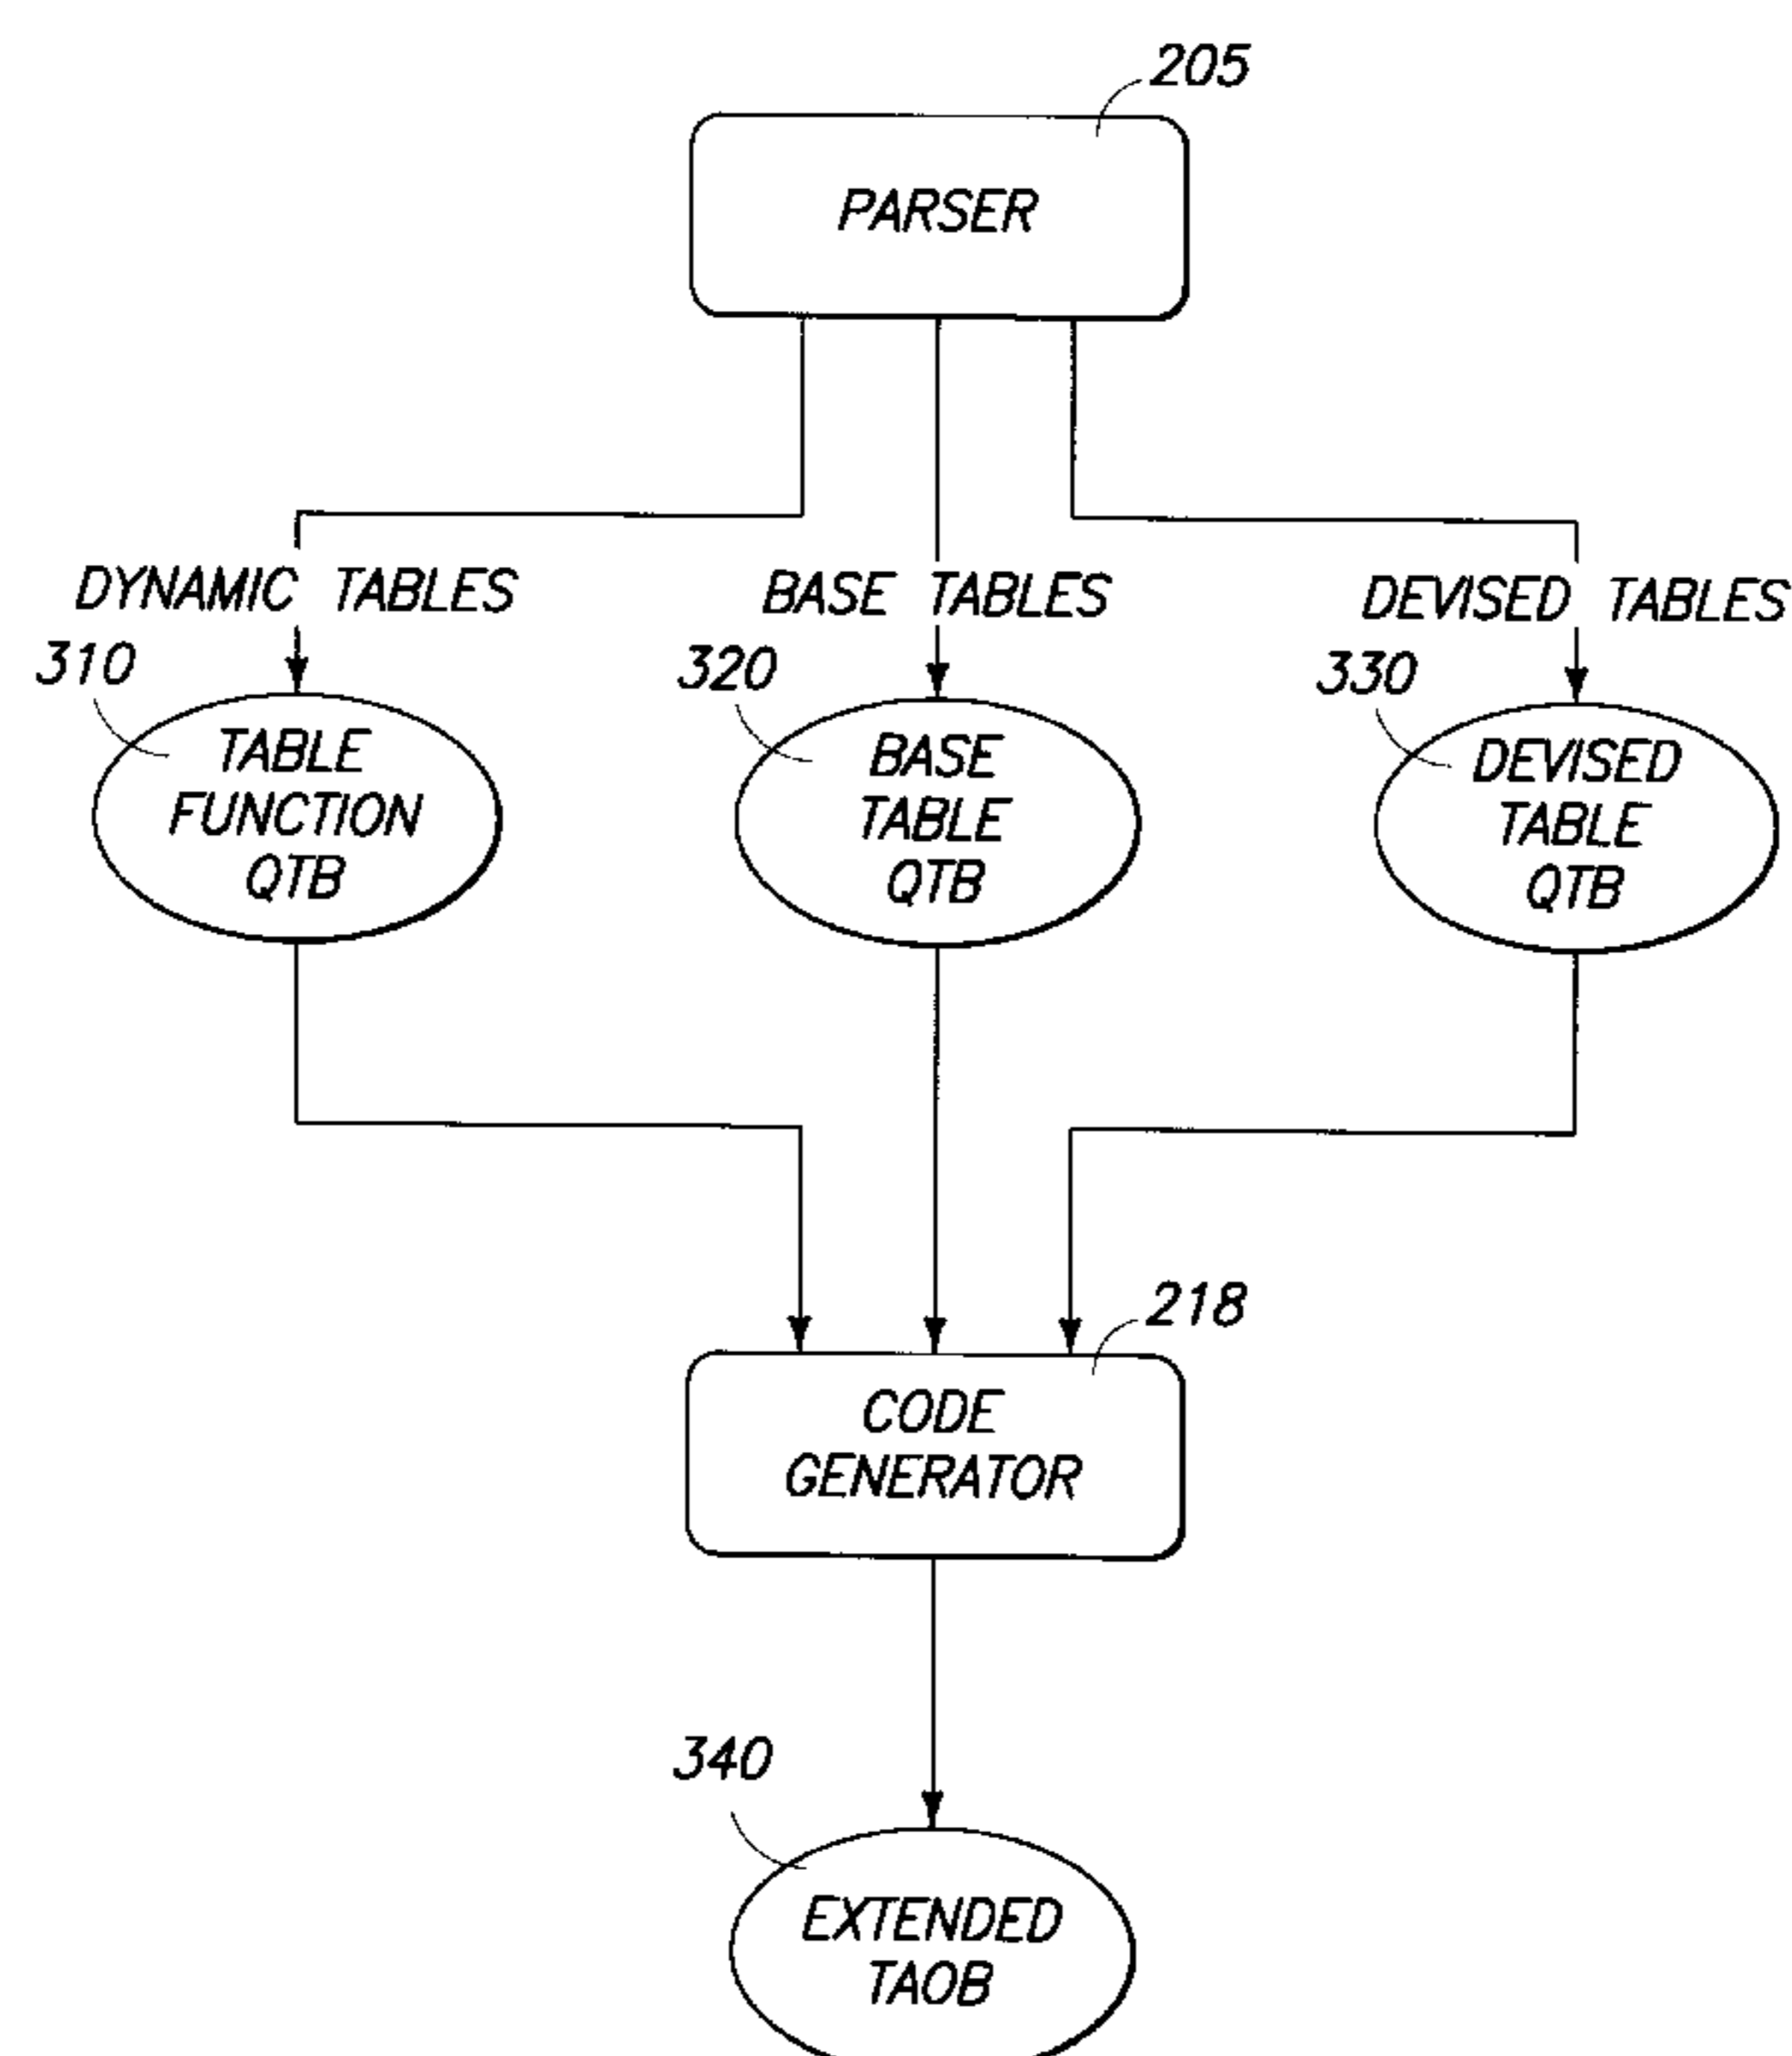 205
PARSER
DYNAMIC TABLES
BASE TABLES
DEVISED TABLES
310
320
330
TABLE
FUNCTION
QTB
BASE
TABLE
QTB
DEVISED
TABLE
QTB
218
CODE
GENERATOR
340
EXTENDED
TAOB